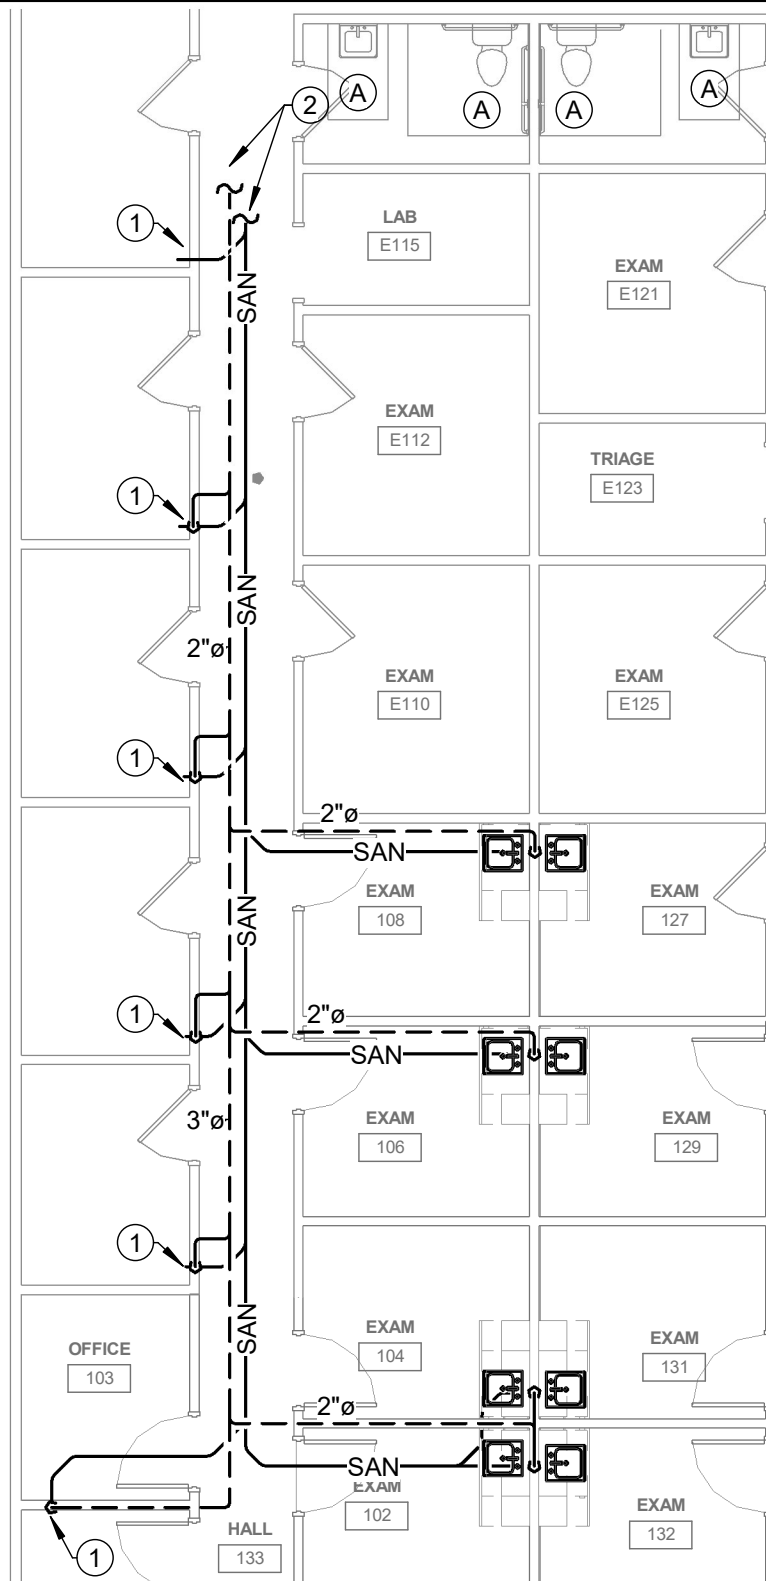 2
A
A
A
A
1
LAB
E115
EXAM
E121
SAN
EXAM
E112
TRIAGE
E123
1
SAN
2"ø
EXAM
E110
EXAM
E125
1
2"ø
SAN
EXAM
108
EXAM
127
SAN
1
2"ø
SAN
3"ø
EXAM
106
EXAM
129
1
SAN
OFFICE
103
EXAM
104
EXAM
131
2"ø
SAN
EXAM
102
EXAM
132
HALL
133
1